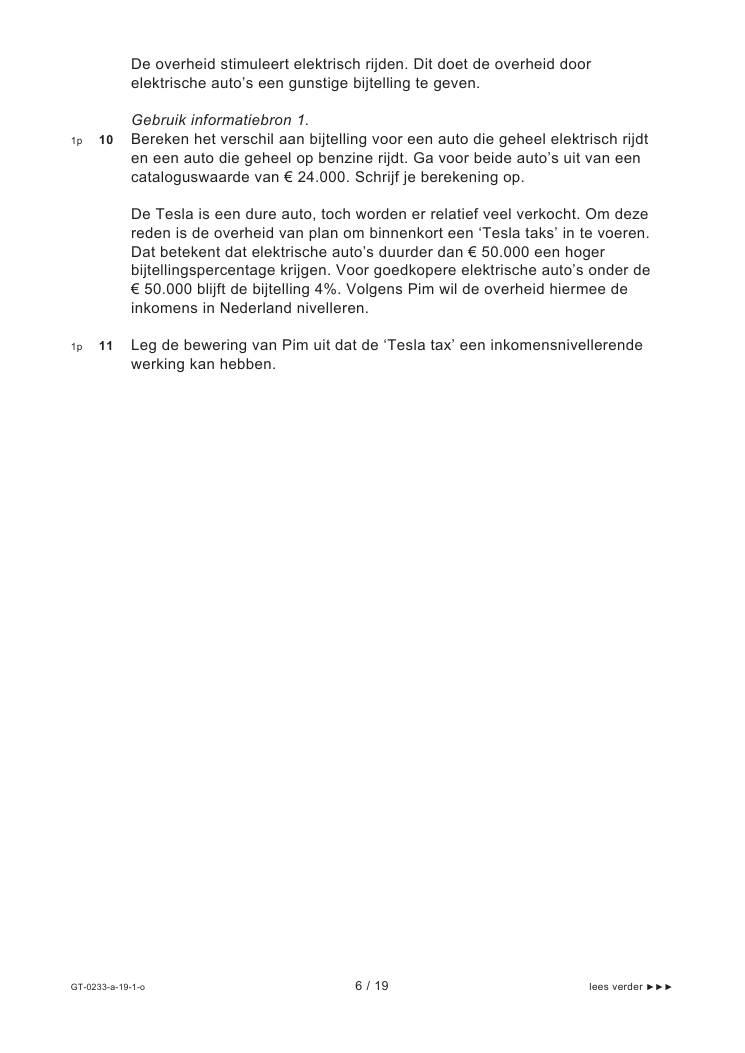 De overheid stimuleert elektrisch rijden. Dit doet de overheid door
elektrische auto’s een gunstige bijtelling te geven.
Gebruik informatiebron 1.
1p 10 Bereken het verschil aan bijtelling voor een auto die geheel elektrisch rijdt
en een auto die geheel op benzine rijdt. Ga voor beide auto’s uit van een
cataloguswaarde van € 24.000. Schrijf je berekening op.
De Tesla is een dure auto, toch worden er relatief veel verkocht. Om deze
reden is de overheid van plan om binnenkort een ‘Tesla taks’ in te voeren.
Dat betekent dat elektrische auto’s duurder dan € 50.000 een hoger
bijtellingspercentage krijgen. Voor goedkopere elektrische auto’s onder de
€ 50.000 blijft de bijtelling 4%. Volgens Pim wil de overheid hiermee de
inkomens in Nederland nivelleren.
1p 11 Leg de bewering van Pim uit dat de ‘Tesla tax’ een inkomensnivellerende
werking kan hebben.
GT-0233-a-19-1-o 6 / 19 lees verder ►►►